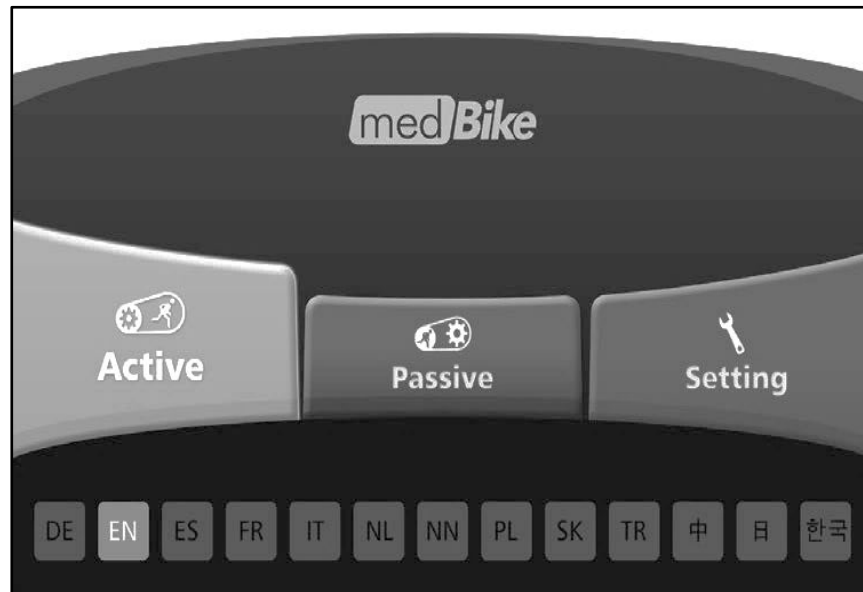 medBike
Active
Passive
Setting
DE EN ES FR IT NL NN PL SK TR 中 日 한국